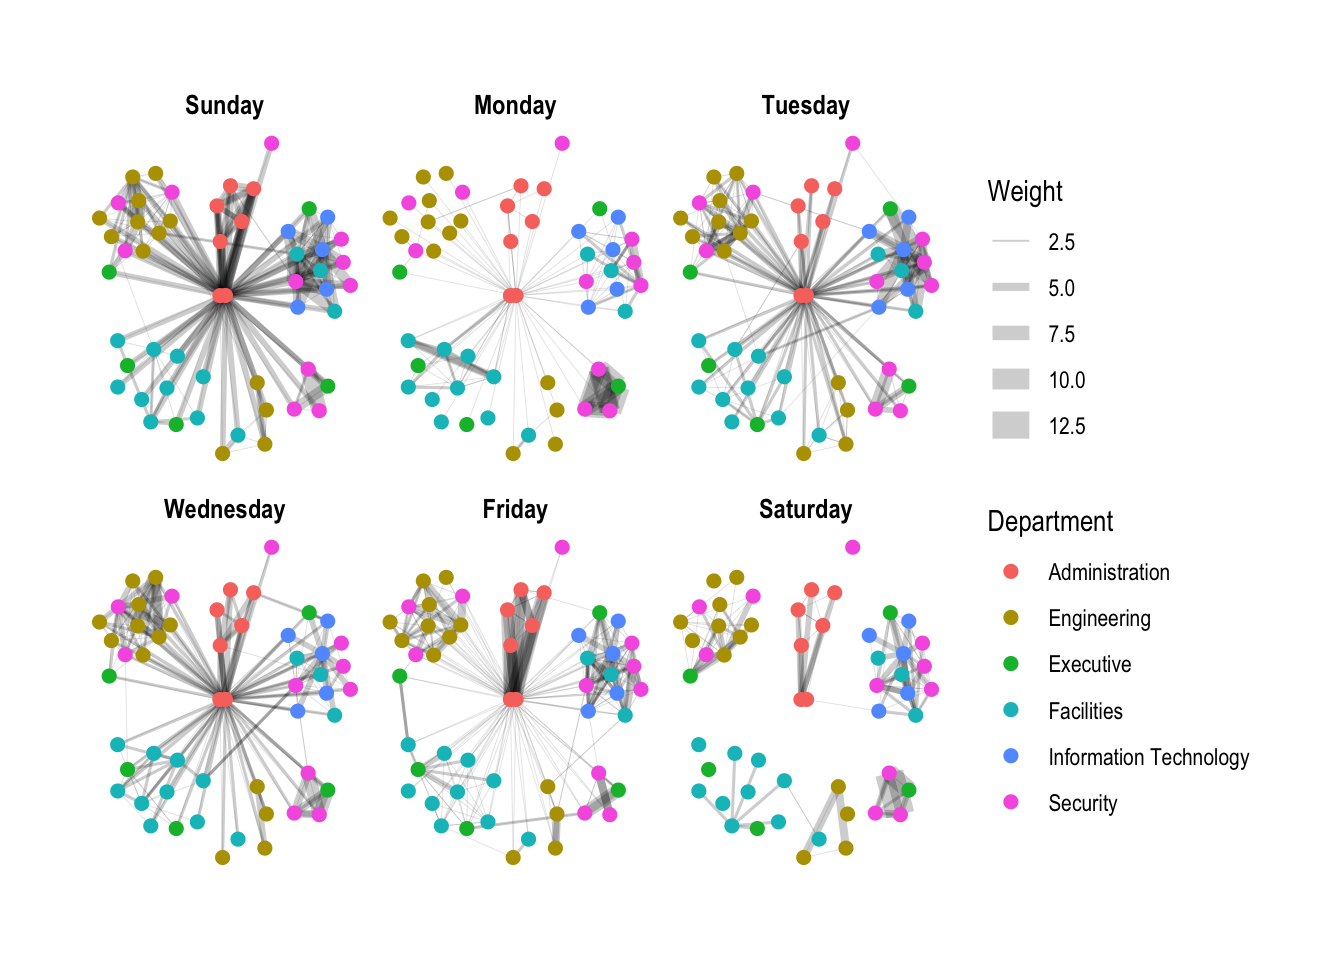 Sunday
Monday
Tuesday
Wednesday
Friday
Saturday
Weight
2.5
5.0
7.5
10.0
12.5
Department
Administration
Engineering
Executive
Facilities
Information Technology
Security